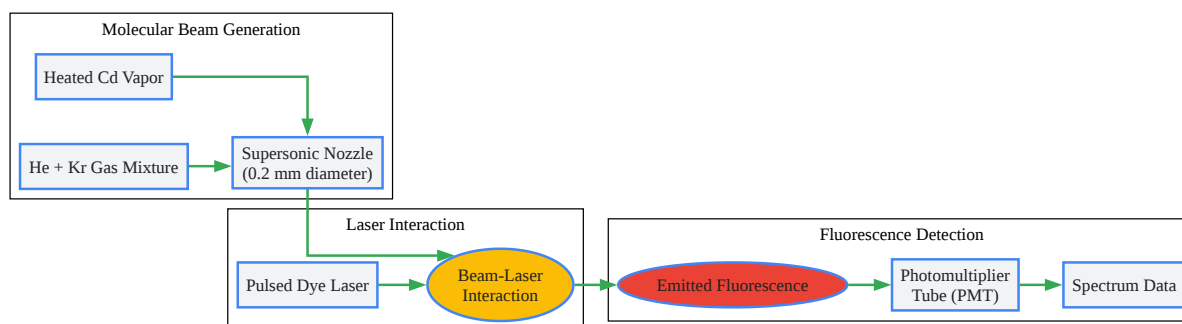 Molecular Beam Generation
Heated Cd Vapor
He + Kr Gas Mixture
Supersonic Nozzle
(0.2 mm diameter)
Laser Interaction
Pulsed Dye Laser
Beam-Laser
Interaction
Fluorescence Detection
Emitted Fluorescence
Photomultiplier
Tube (PMT)
Spectrum Data